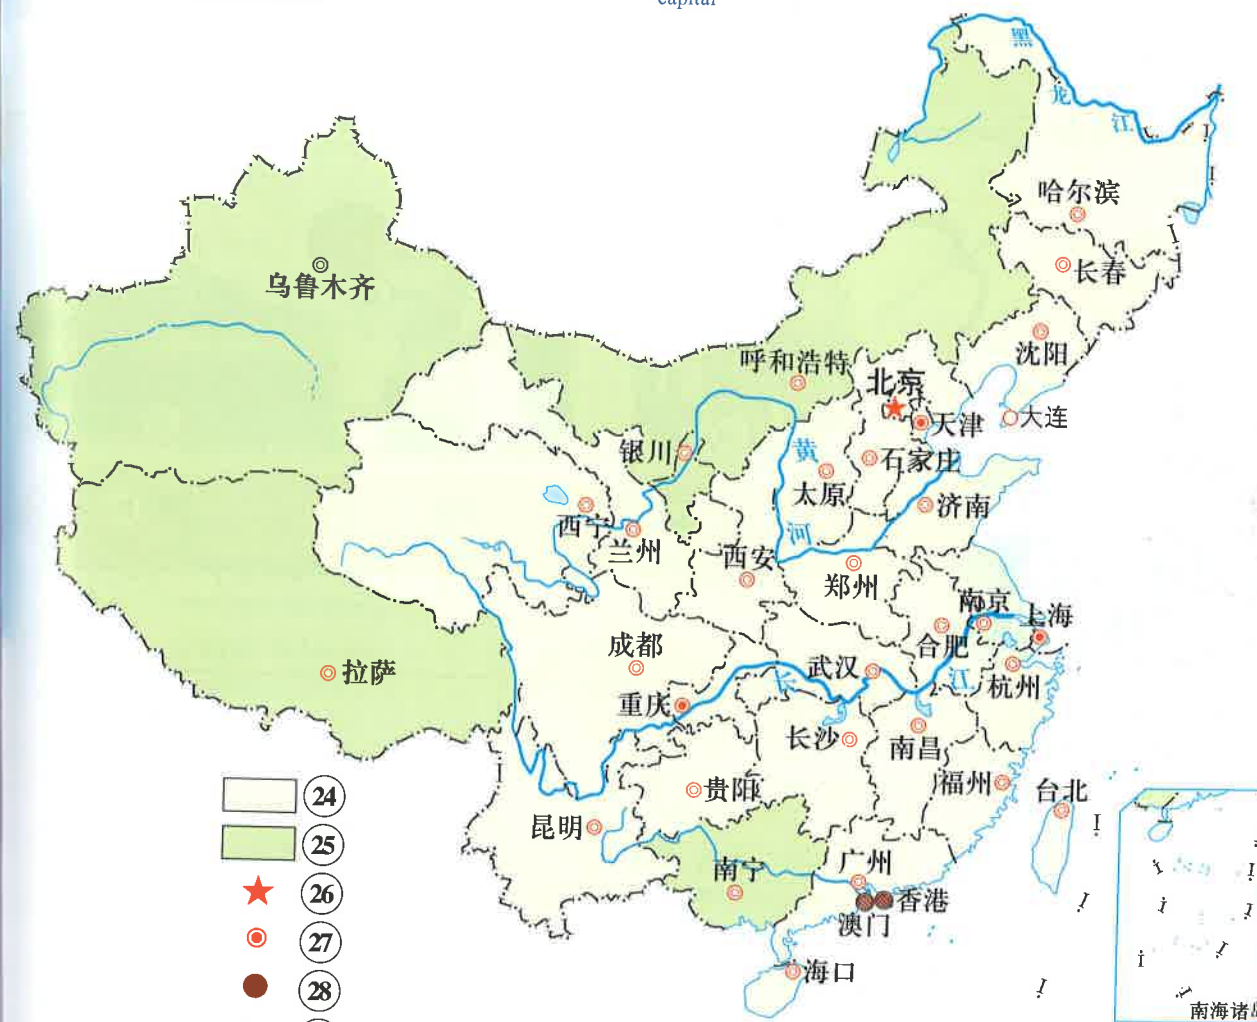 capital
黑
龙
江
哈尔滨
长春
乌鲁木齐
沈阳
呼和浩特
北京
大连
天津
银川
黄
石家庄
太原
济南
西宁
河
兰州
西安
郑州
南京
上海
合肥
成都
武汉
拉萨
长
江
杭州
重庆
长沙
南昌
福州
贵阳
台北
24
昆明
25
广州
南宁
26
香港
澳门
27
海口
28
南海诸